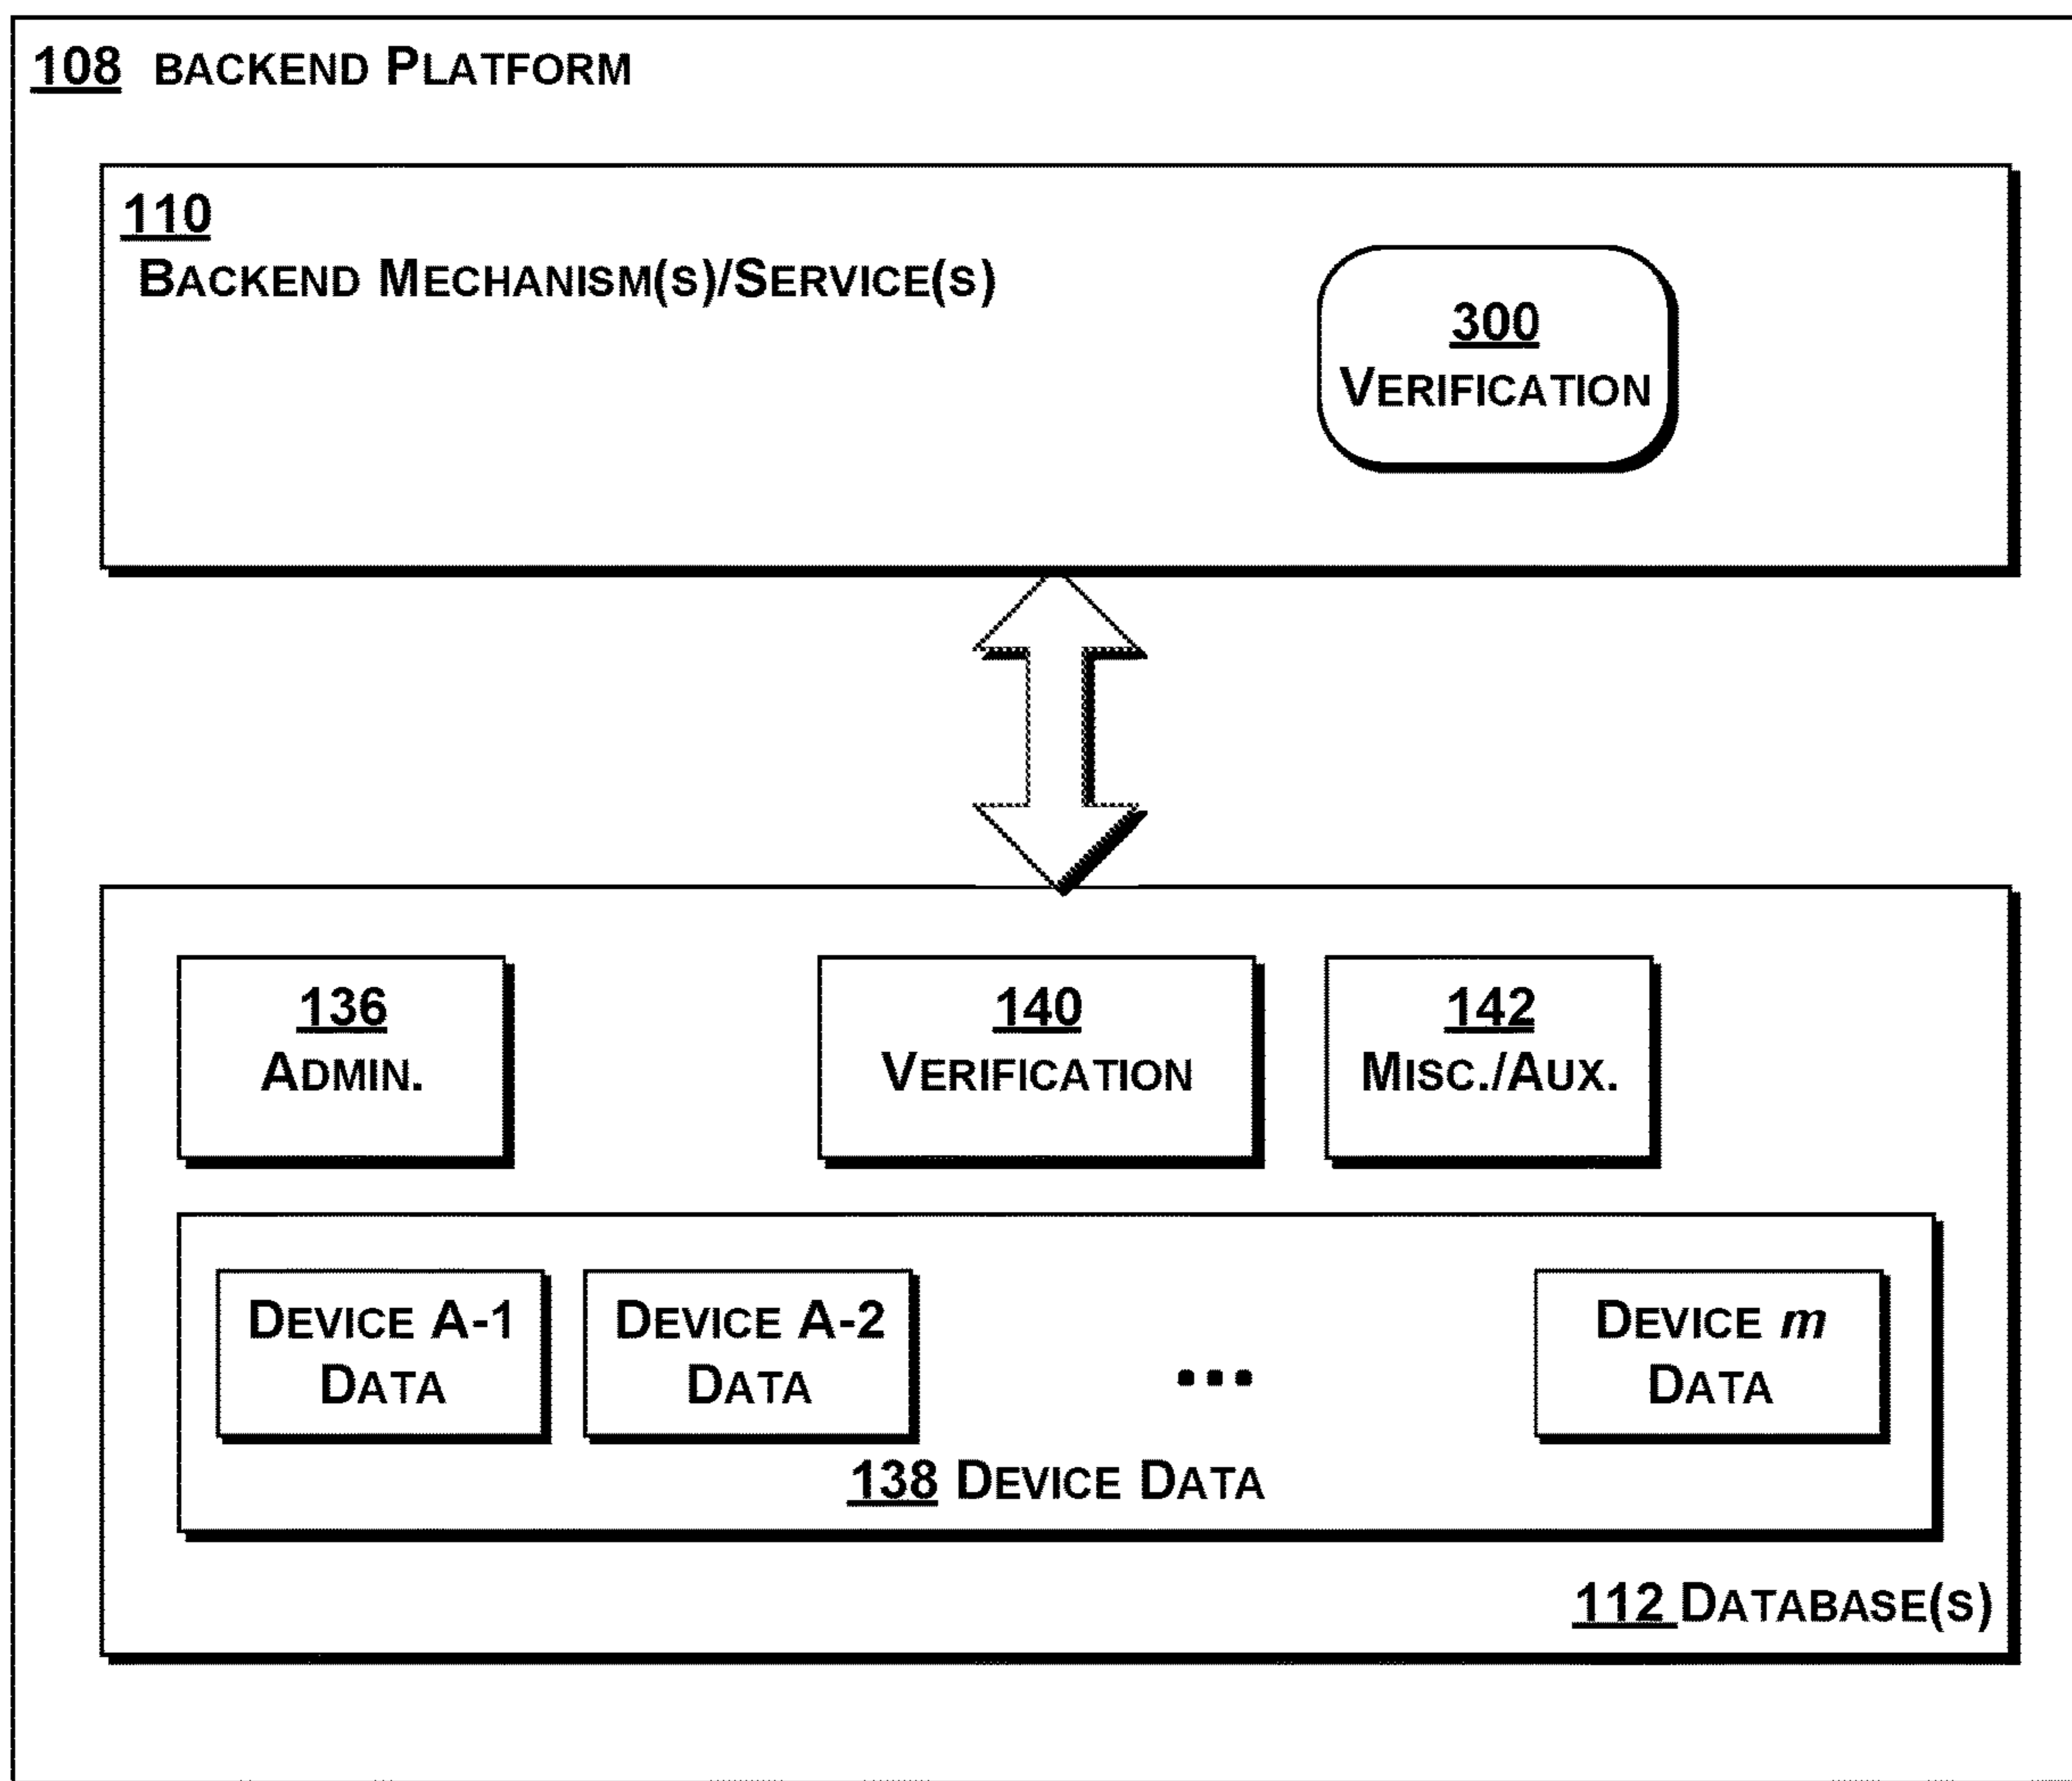 108 BACKEND PLATFORM
110
BACKEND MECHANISM(S)/SERVICE(S)
300
VERIFICATION
136
ADMIN.
140
VERIFICATION
142
MISC./AUX.
DEVICE A-1
DATA
DEVICE A-2
DATA
...
DEVICE m
DATA
138 DEVICE DATA
112 DATABASE(S)